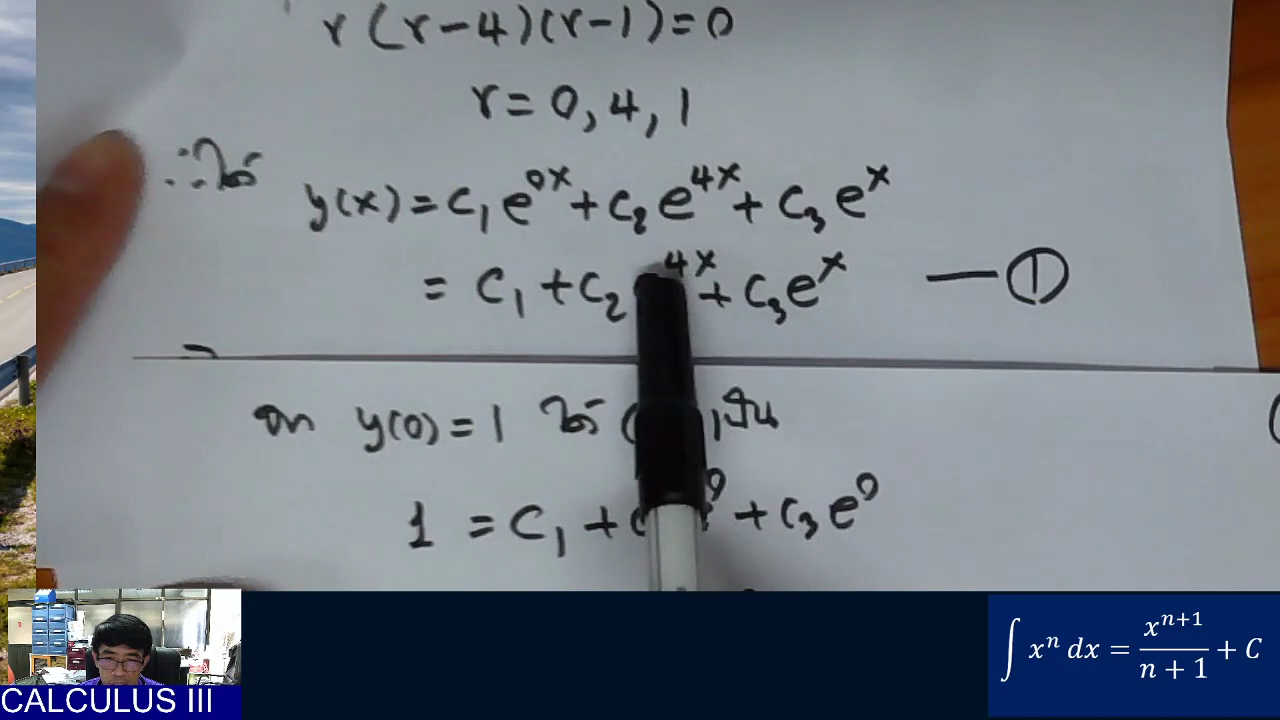 r(r-4)(r-1)=0
r=0,4,1
∴ได้ y(x)=c₁e⁰ˣ+c₂e⁴ˣ+c₃eˣ
=c₁+c₂ ⁴ˣ+c₃eˣ —①
จาก y(0)=1 ได้
1=c₁+ +c₃e⁰
∫xⁿ dx = xⁿ⁺¹/(n+1) + C
CALCULUS III